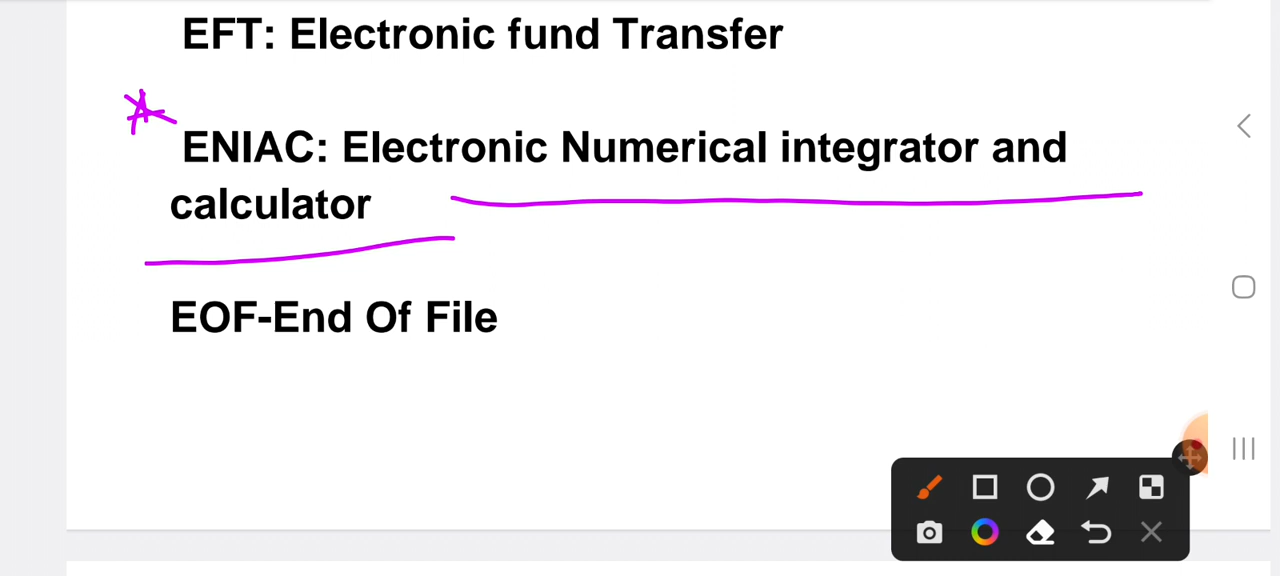 EFT: Electronic fund Transfer
ENIAC: Electronic Numerical integrator and
calculator
EOF-End Of File